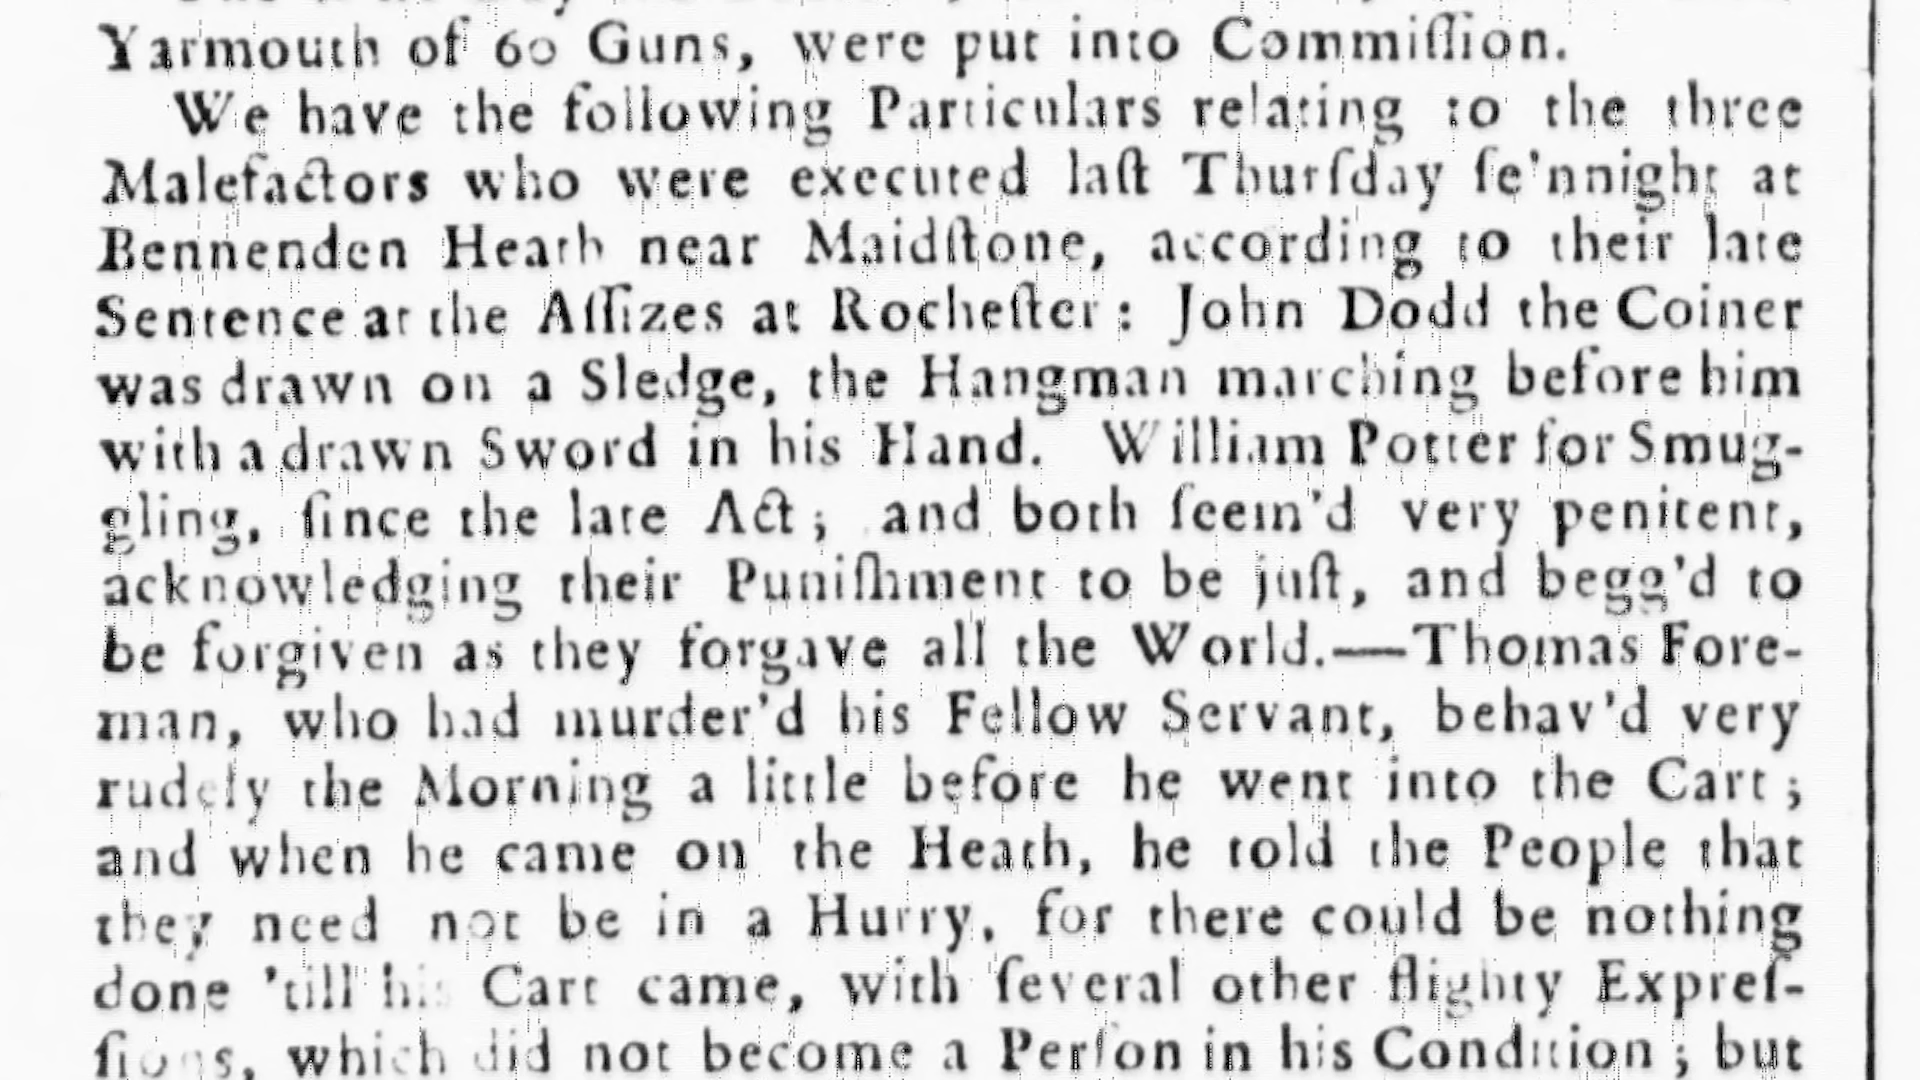 Yarmouth of 60 Guns, were put into Commiſſion.
We have the following Particulars relating to the three
Malefactors who were executed laſt Thurſday ſe'nnight at
Bennenden Heath near Maidſtone, according to their late
Sentence at the Aſſizes at Rocheſter: John Dodd the Coiner
was drawn on a Sledge, the Hangman marching before him
with a drawn Sword in his Hand. William Potter for Smug-
gling, ſince the late Act; and both ſeem'd very penitent,
acknowledging their Puniſhment to be juſt, and begg'd to
be forgiven as they forgave all the World.—Thomas Fore-
man, who had murder'd his Fellow Servant, behav'd very
rudely the Morning a little before he went into the Cart;
and when he came on the Heath, he told the People that
they need not be in a Hurry, for there could be nothing
done 'till his Cart came, with ſeveral other flighty Expreſ-
ſions, which did not become a Perſon in his Condition; but